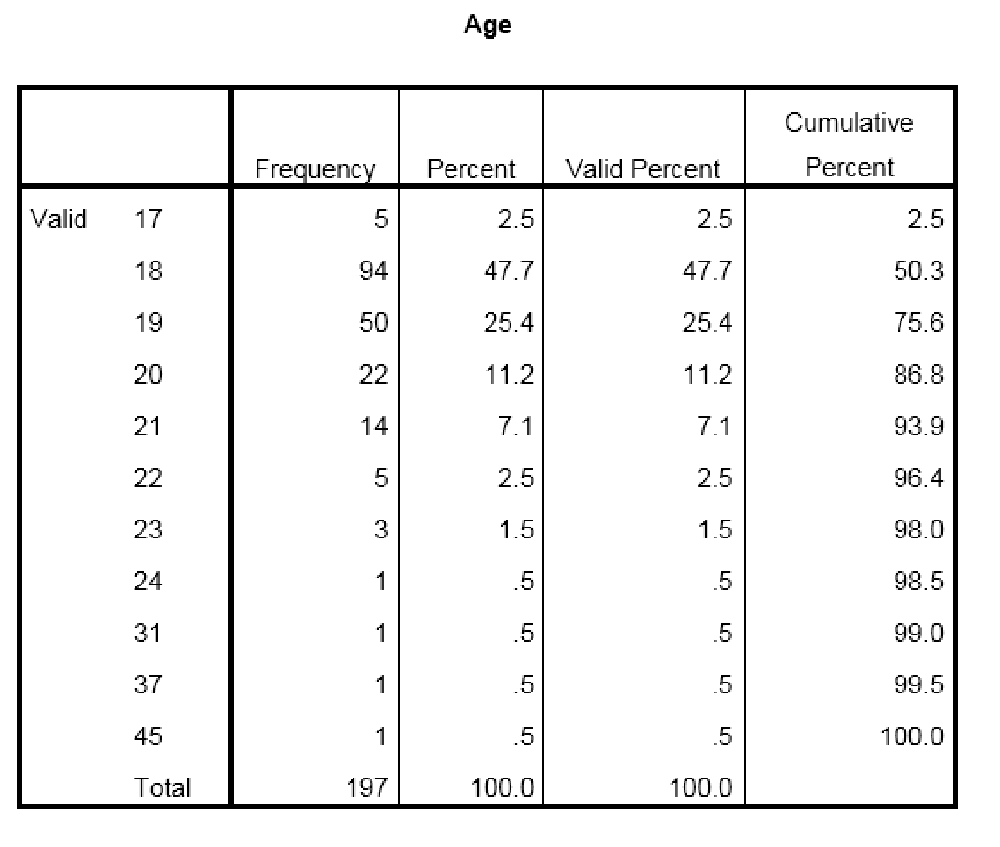 Age
Cumulative
Frequency Percent Valid Percent Percent
Valid 17 5 2.5 2.5 2.5
18 94 47.7 47.7 50.3
19 50 25.4 25.4 75.6
20 22 11.2 11.2 86.8
21 14 7.1 7.1 93.9
22 5 2.5 2.5 96.4
23 3 1.5 1.5 98.0
24 1 .5 .5 98.5
31 1 .5 .5 99.0
37 1 .5 .5 99.5
45 1 .5 .5 100.0
Total 197 100.0 100.0